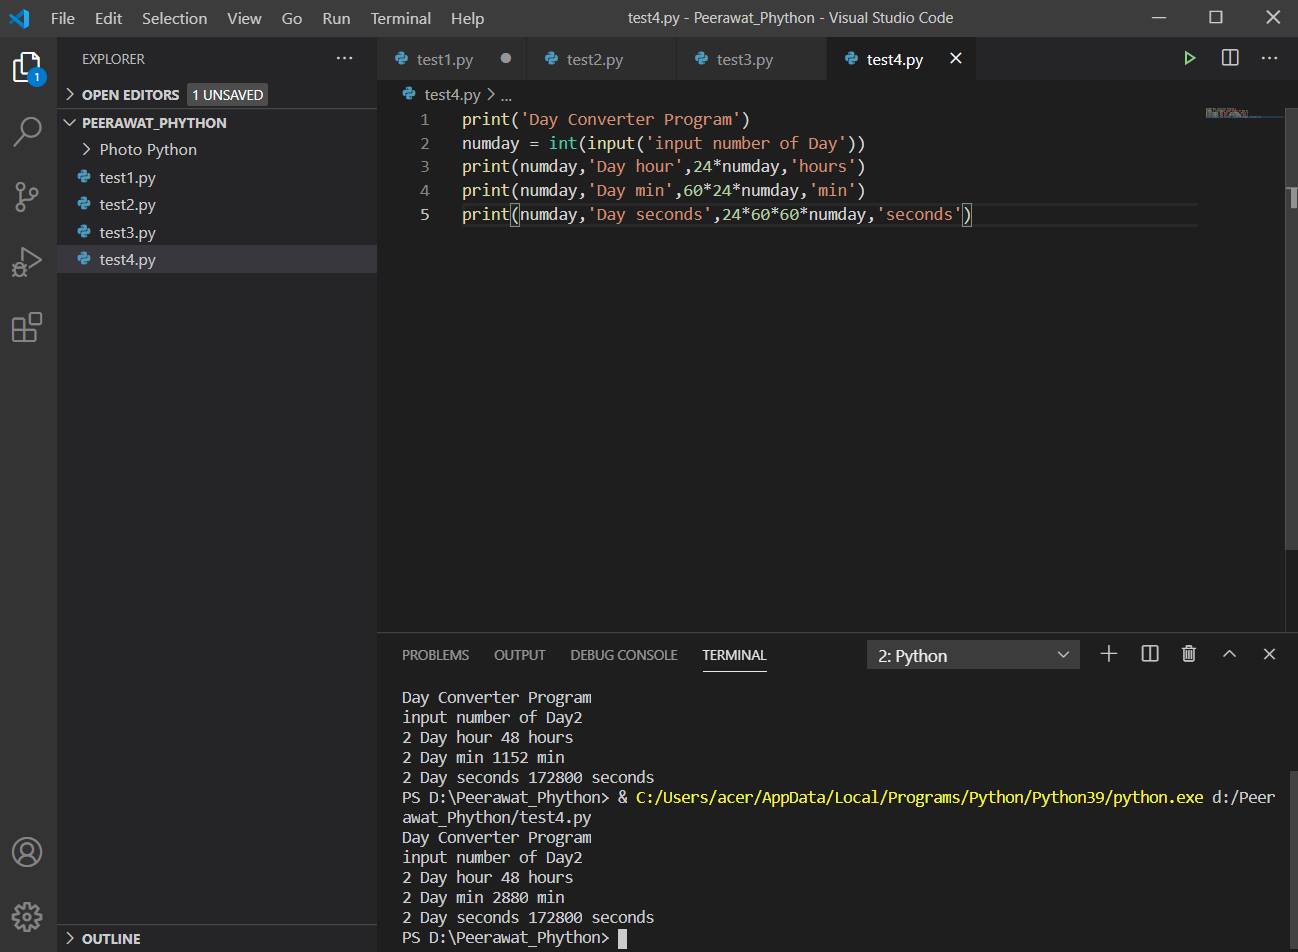 File Edit Selection View Go Run Terminal Help test4.py - Peerawat_Phython - Visual Studio Code
1
EXPLORER ...
OPEN EDITORS 1 UNSAVED
PEERAWAT_PHYTHON
Photo Python
test1.py
test2.py
test3.py
test4.py
OUTLINE
test1.py test2.py test3.py test4.py ...
test4.py > ...
1 print('Day Converter Program')
2 numday = int(input('input number of Day'))
3 print(numday,'Day hour',24*numday,'hours')
4 print(numday,'Day min',60*24*numday,'min')
5 print(numday,'Day seconds',24*60*60*numday,'seconds')
PROBLEMS OUTPUT DEBUG CONSOLE TERMINAL 2: Python
Day Converter Program
input number of Day2
2 Day hour 48 hours
2 Day min 1152 min
2 Day seconds 172800 seconds
PS D:\Peerawat_Phython> & C:/Users/acer/AppData/Local/Programs/Python/Python39/python.exe d:/Peer
awat_Phython/test4.py
Day Converter Program
input number of Day2
2 Day hour 48 hours
2 Day min 2880 min
2 Day seconds 172800 seconds
PS D:\Peerawat_Phython>